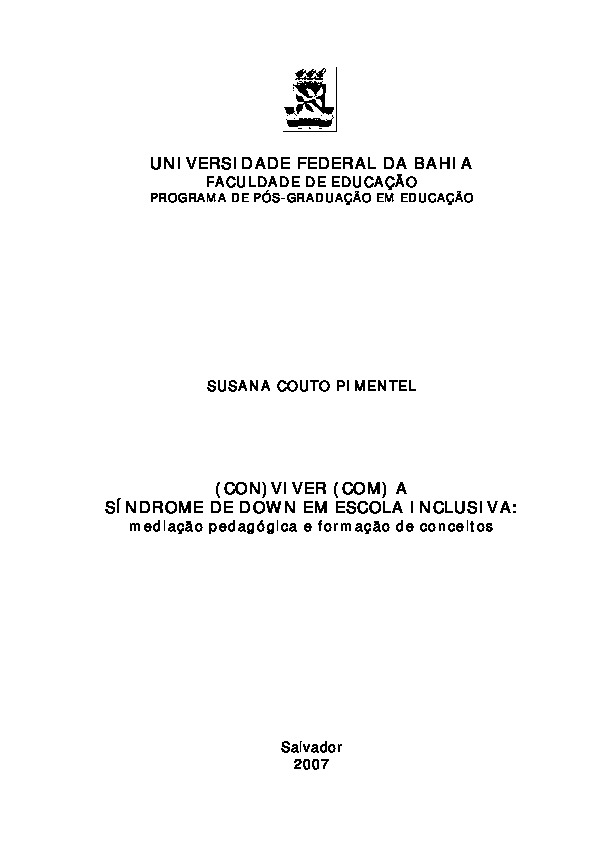 UNIVERSIDADE FEDERAL DA BAHIA
FACULDADE DE EDUCAÇÃO
PROGRAMA DE PÓS-GRADUAÇÃO EM EDUCAÇÃO
SUSANA COUTO PIMENTEL
(CON)VIVER (COM) A
SÍNDROME DE DOWN EM ESCOLA INCLUSIVA:
mediação pedagógica e formação de conceitos
Salvador
2007